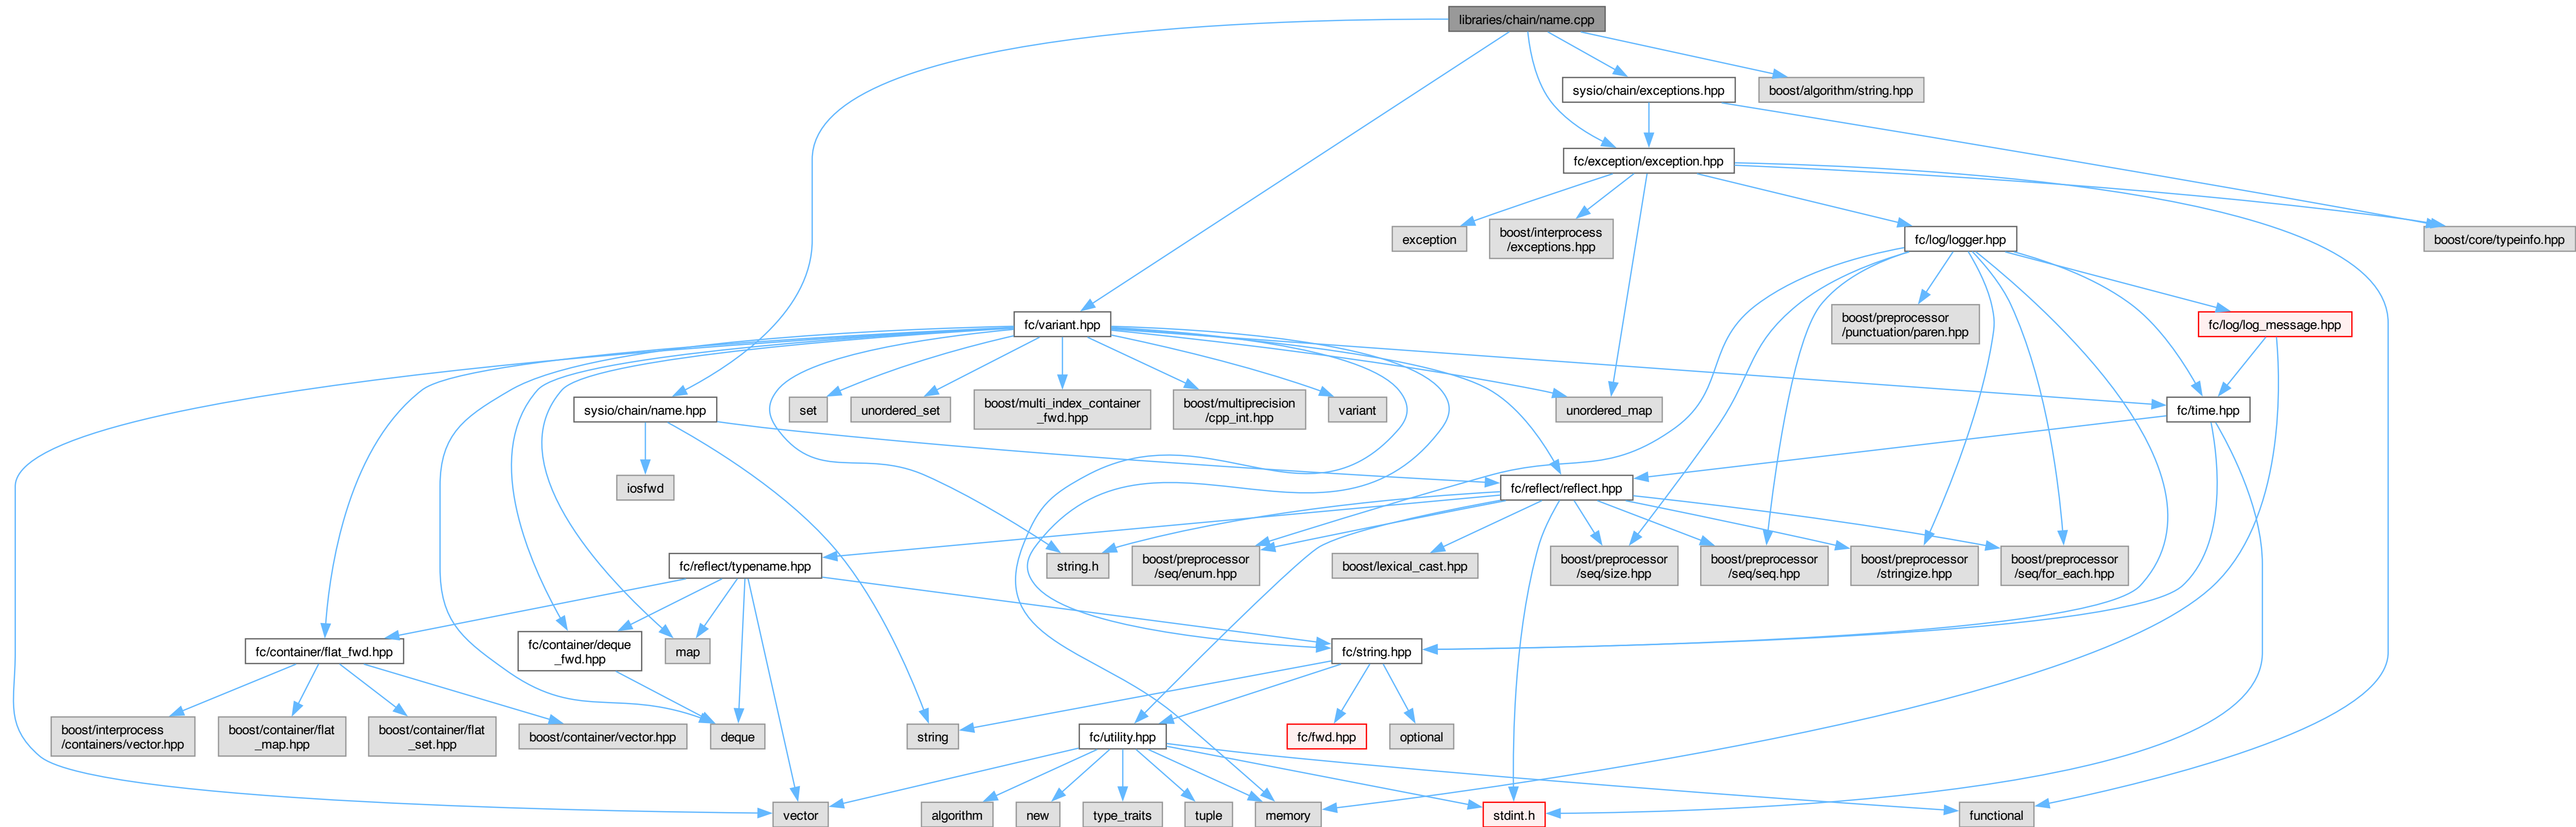 libraries/chain/name.cpp
sysio/chain/exceptions.hpp
boost/algorithm/string.hpp
fc/exception/exception.hpp
exception
boost/interprocess
/exceptions.hpp
fc/log/logger.hpp
boost/core/typeinfo.hpp
fc/variant.hpp
boost/preprocessor
/punctuation/paren.hpp
fc/log/log_message.hpp
sysio/chain/name.hpp
set
unordered_set
boost/multi_index_container
_fwd.hpp
boost/multiprecision
/cpp_int.hpp
variant
unordered_map
fc/time.hpp
iosfwd
fc/reflect/reflect.hpp
fc/reflect/typename.hpp
string.h
boost/preprocessor
/seq/enum.hpp
boost/lexical_cast.hpp
boost/preprocessor
/seq/size.hpp
boost/preprocessor
/seq/seq.hpp
boost/preprocessor
/stringize.hpp
boost/preprocessor
/seq/for_each.hpp
fc/container/flat_fwd.hpp
fc/container/deque
_fwd.hpp
map
fc/string.hpp
boost/interprocess
/containers/vector.hpp
boost/container/flat
_map.hpp
boost/container/flat
_set.hpp
boost/container/vector.hpp
deque
string
fc/utility.hpp
fc/fwd.hpp
optional
vector
algorithm
new
type_traits
tuple
memory
stdint.h
functional